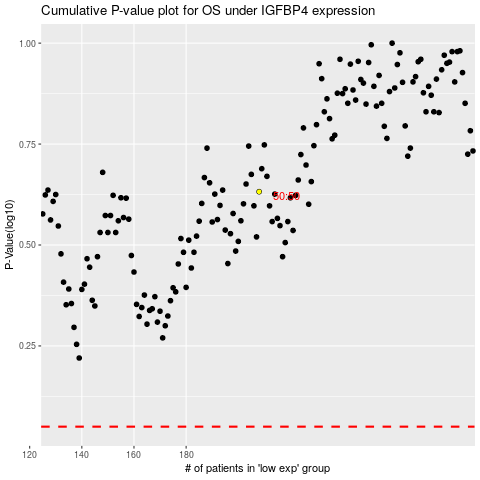 Cumulative P-value plot for OS under IGFBP4 expression
P-Value(log10)
1.00
0.75
0.50
0.25
50:50
120 140 160 180
# of patients in 'low exp' group